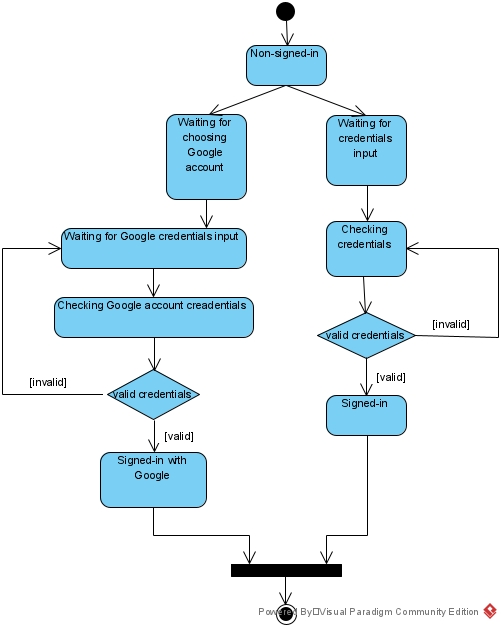 Non-signed-in
Waiting for
choosing
Google
account
Waiting for
credentials
input
Waiting for Google credentials input
Checking
credentials
Checking Google account creadentials
valid credentials
[invalid]
[valid]
Signed-in
[invalid]
valid credentials
[valid]
Signed-in with
Google
Powered By Visual Paradigm Community Edition